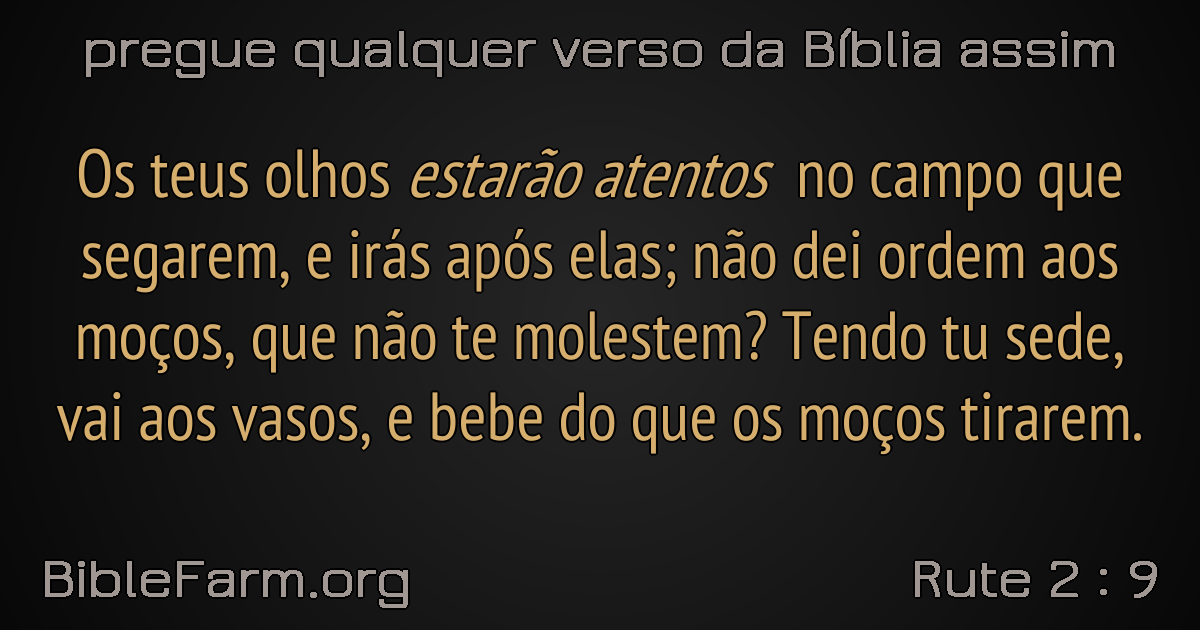 pregue qualquer verso da Bíblia assim
Os teus olhos estarão atentos no campo que
segarem, e irás após elas; não dei ordem aos
moços, que não te molestem? Tendo tu sede,
vai aos vasos, e bebe do que os moços tirarem.
BibleFarm.org
Rute 2 : 9